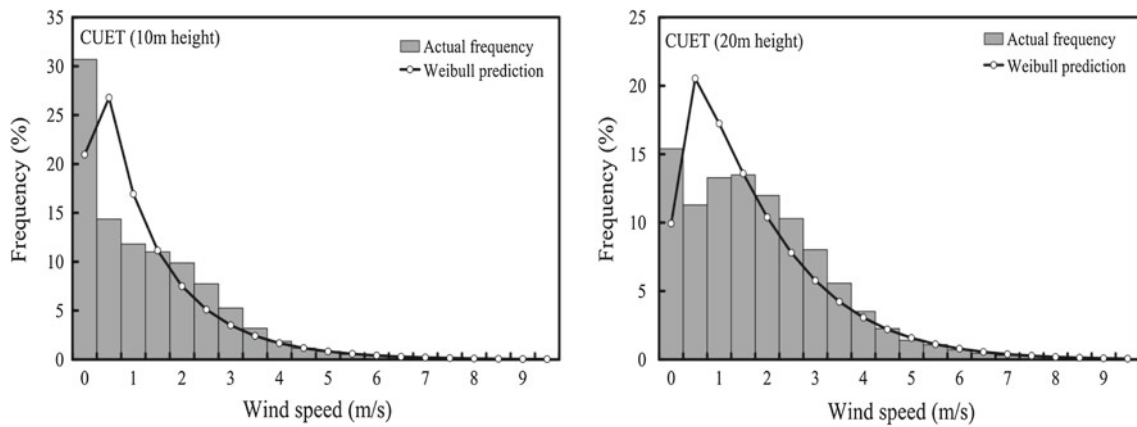 CUET (10m height)
Actual frequency
Weibull prediction
Frequency (%)
35
30
25
20
15
10
5
0
0 1 2 3 4 5 6 7 8 9
Wind speed (m/s)
CUET (20m height)
Actual frequency
Weibull prediction
Frequency (%)
25
20
15
10
5
0
0 1 2 3 4 5 6 7 8 9
Wind speed (m/s)